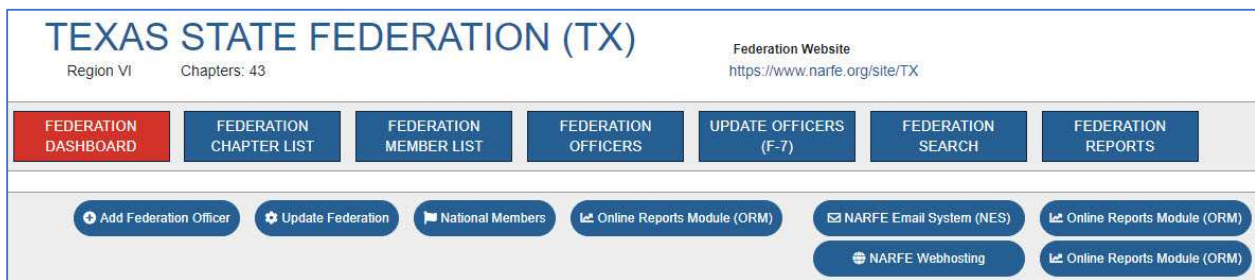 TEXAS STATE FEDERATION (TX)
Region VI Chapters: 43
Federation Website
https://www.narfe.org/site/TX
FEDERATION DASHBOARD
FEDERATION CHAPTER LIST
FEDERATION MEMBER LIST
FEDERATION OFFICERS
UPDATE OFFICERS (F-7)
FEDERATION SEARCH
FEDERATION REPORTS
Add Federation Officer
Update Federation
National Members
Online Reports Module (ORM)
NARFE Email System (NES)
Online Reports Module (ORM)
NARFE Webhosting
Online Reports Module (ORM)